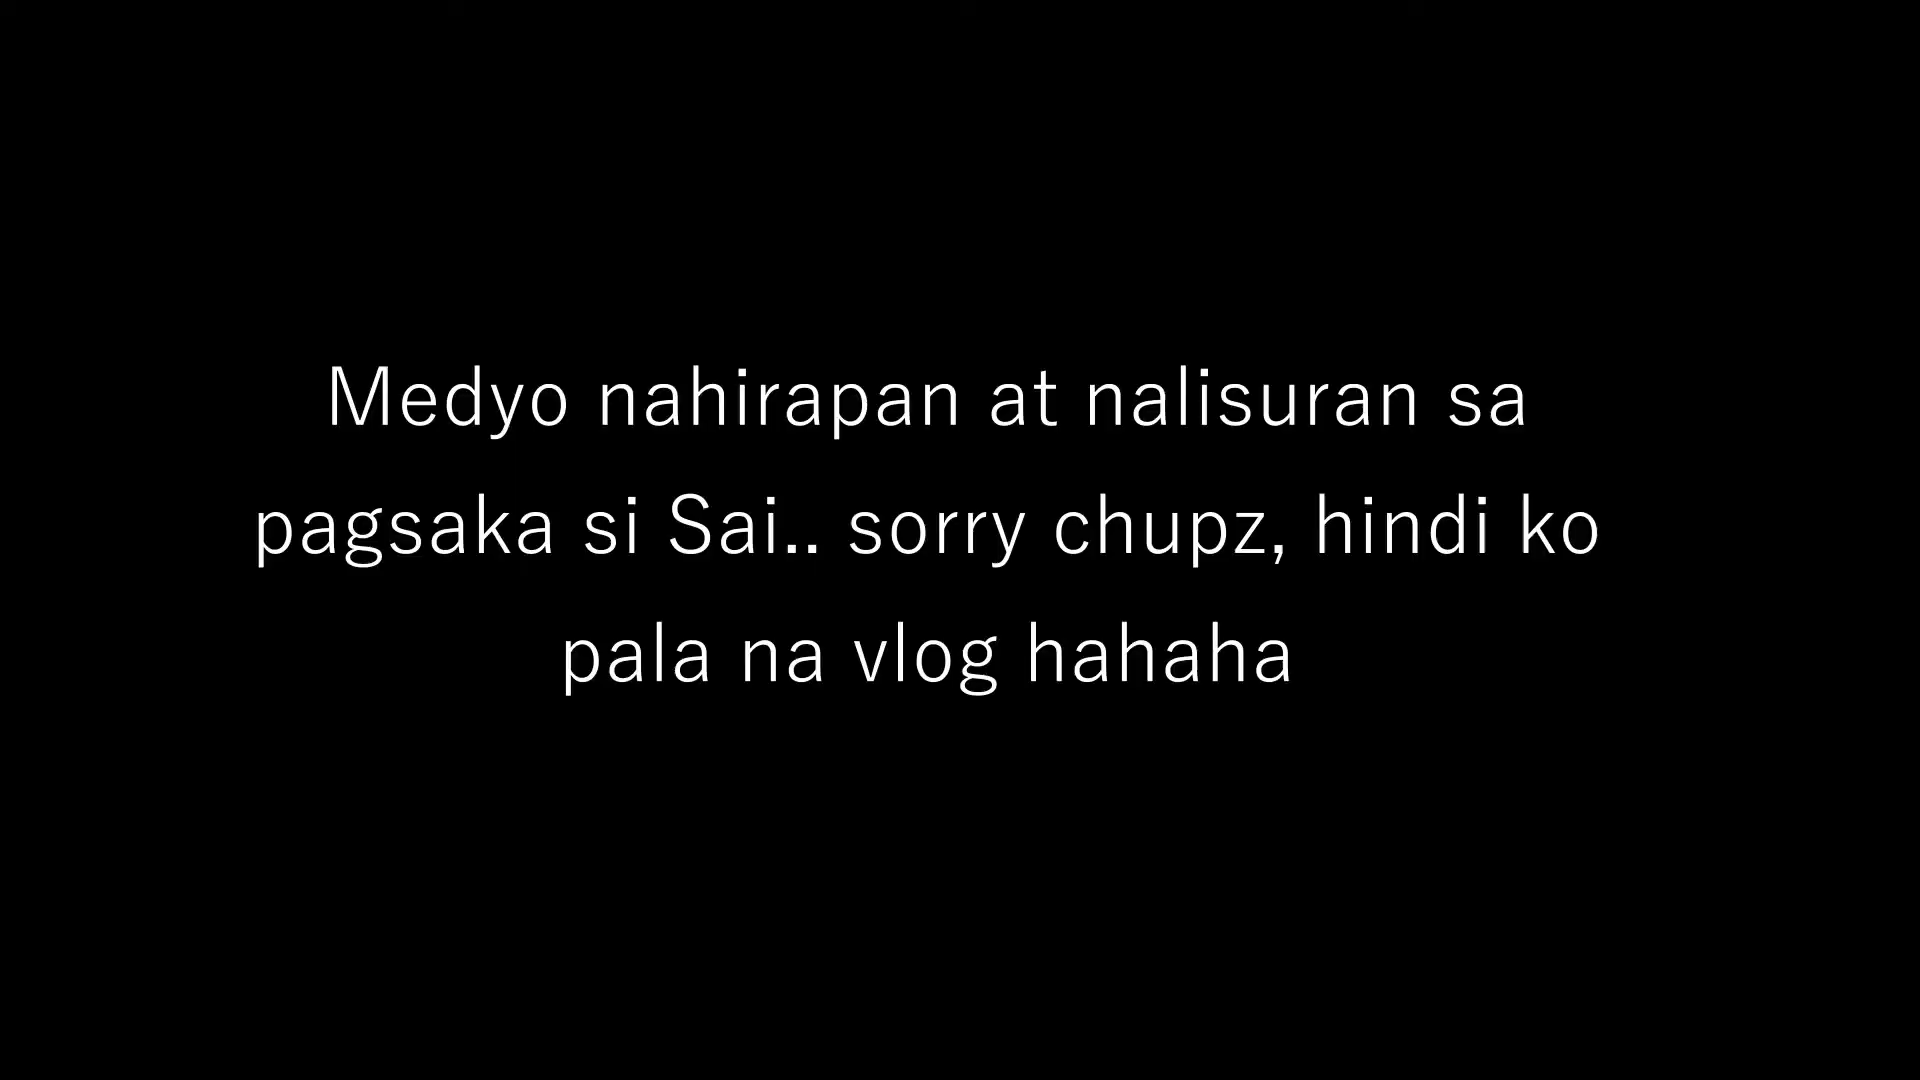 Medyo nahirapan at nalisuran sa
pagsaka si Sai.. sorry chupz, hindi ko
pala na vlog hahaha